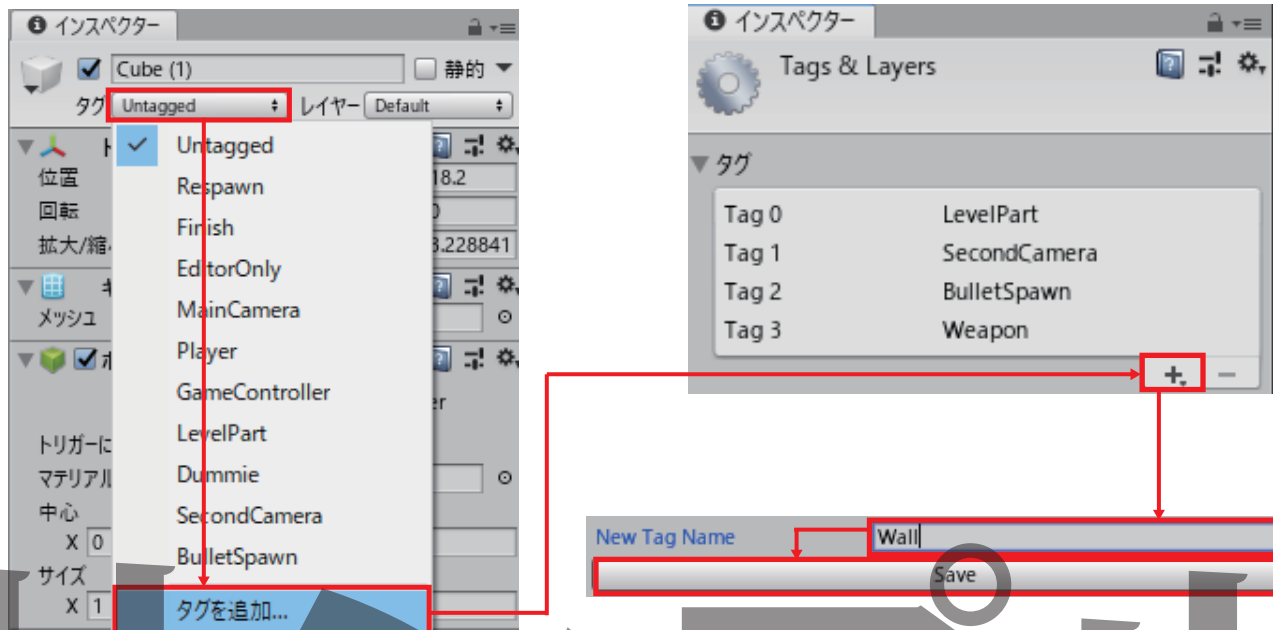 インスペクター
Cube (1)
静的
タグ Untagged レイヤー Default
Untagged
Respawn
Finish
EditorOnly
MainCamera
Player
GameController
LevelPart
Dummie
SecondCamera
BulletSpawn
タグを追加...
位置
18.2
回転
拡大/縮
3.228841
メッシュ
トリガーに
マテリアル
中心
X 0
サイズ
X 1
インスペクター
Tags & Layers
タグ
Tag 0 LevelPart
Tag 1 SecondCamera
Tag 2 BulletSpawn
Tag 3 Weapon
+ −
New Tag Name Wall
Save